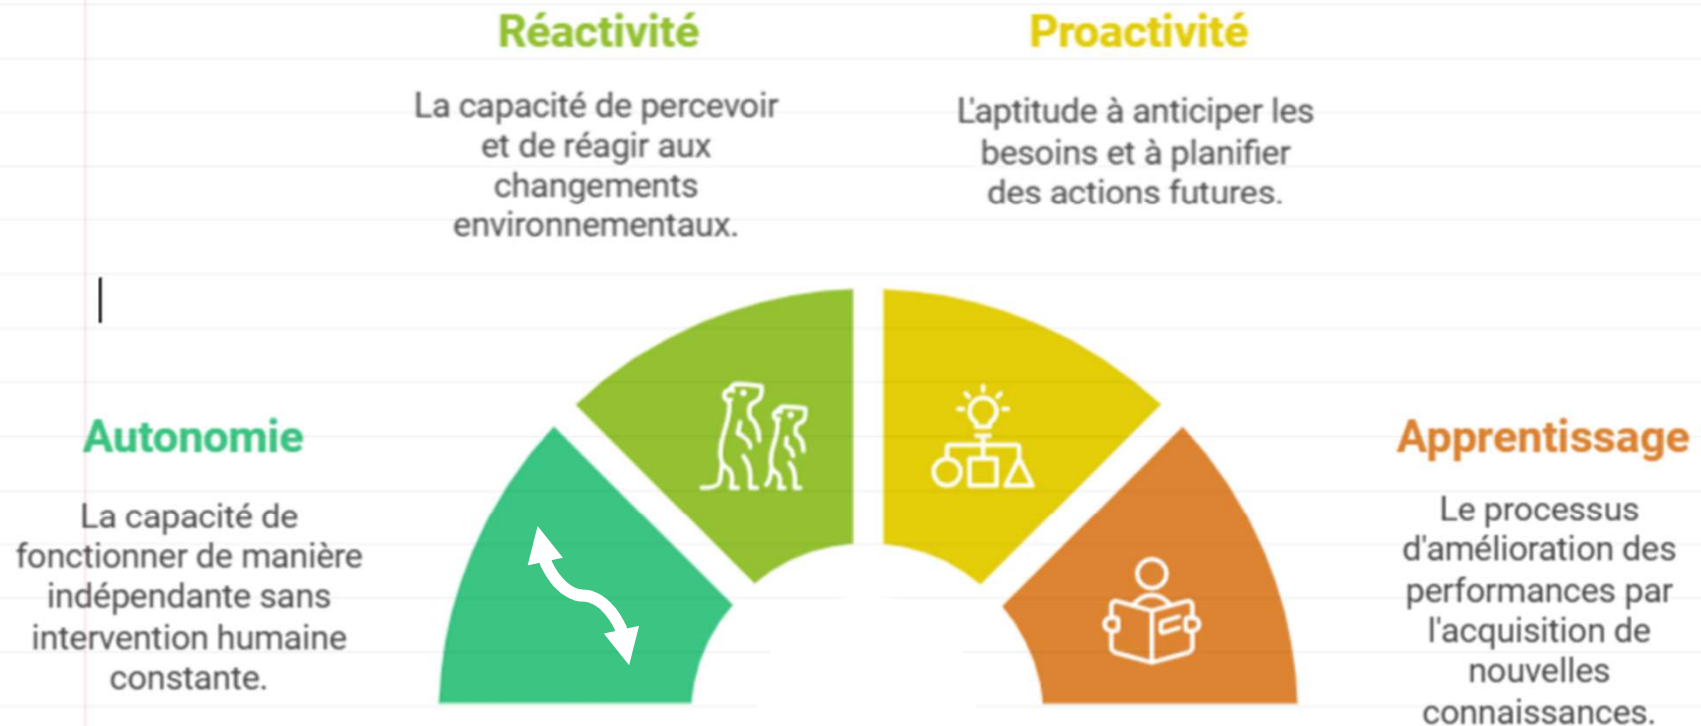 Réactivité
La capacité de percevoir
et de réagir aux
changements
environnementaux.
Proactivité
L'aptitude à anticiper les
besoins et à planifier
des actions futures.
Autonomie
La capacité de
fonctionner de manière
indépendante sans
intervention humaine
constante.
Apprentissage
Le processus
d'amélioration des
performances par
l'acquisition de
nouvelles
connaissances.